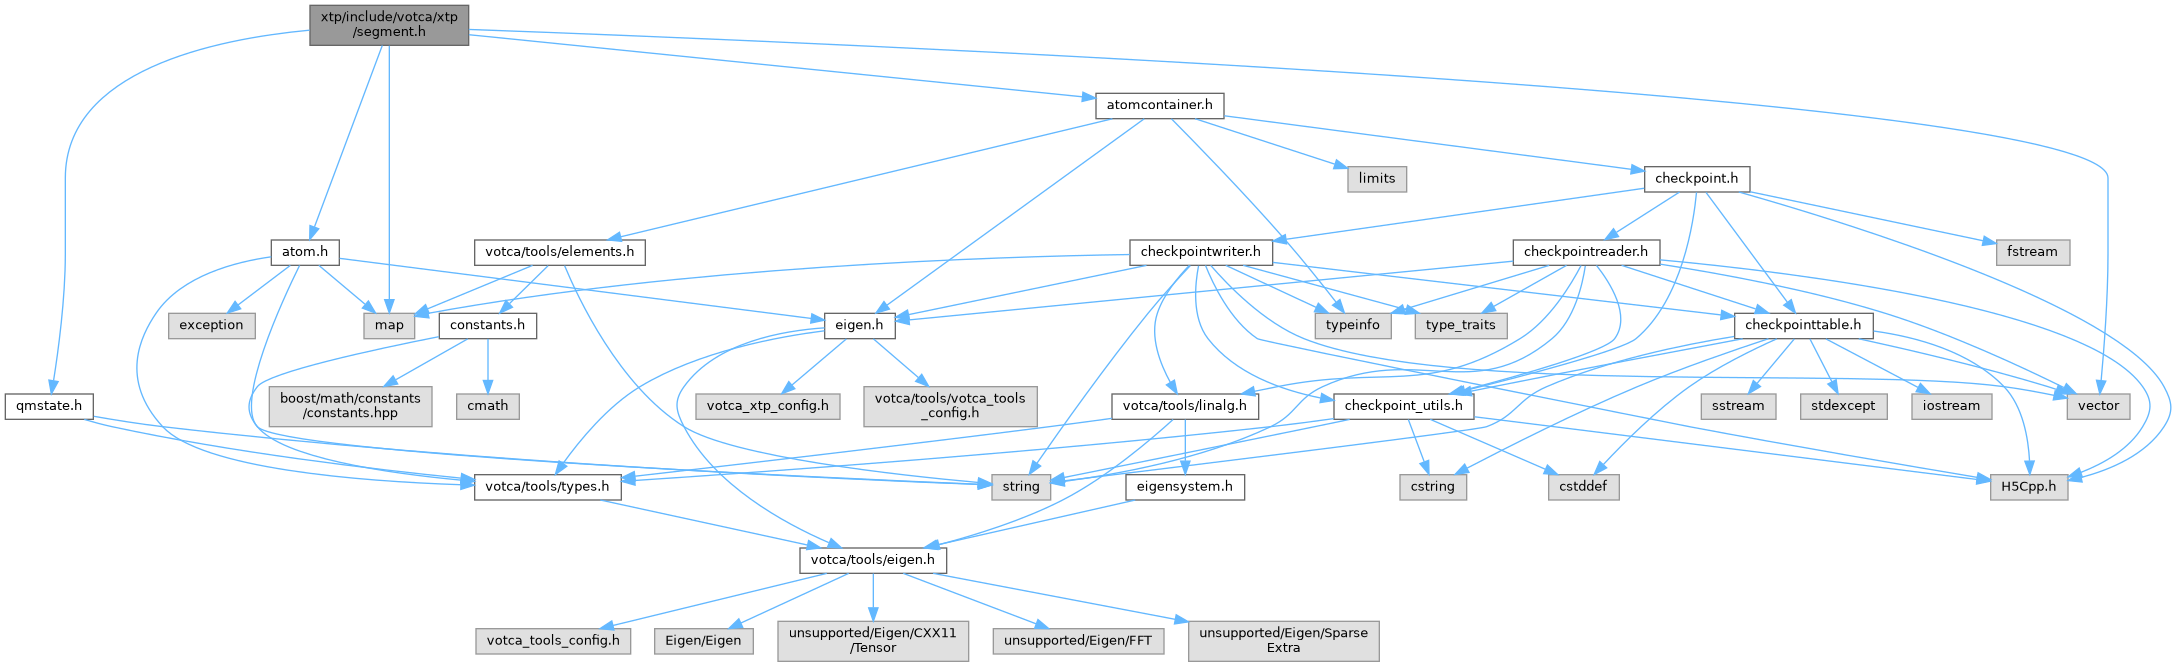 xtp/include/votca/xtp
/segment.h
atomcontainer.h
limits
checkpoint.h
atom.h
votca/tools/elements.h
checkpointwriter.h
checkpointreader.h
fstream
exception
map
constants.h
eigen.h
typeinfo
type_traits
checkpointtable.h
qmstate.h
boost/math/constants
/constants.hpp
cmath
votca_xtp_config.h
votca/tools/votca_tools
_config.h
votca/tools/linalg.h
checkpoint_utils.h
sstream
stdexcept
iostream
vector
votca/tools/types.h
string
eigensystem.h
cstring
cstddef
H5Cpp.h
votca/tools/eigen.h
votca_tools_config.h
Eigen/Eigen
unsupported/Eigen/CXX11
/Tensor
unsupported/Eigen/FFT
unsupported/Eigen/Sparse
Extra